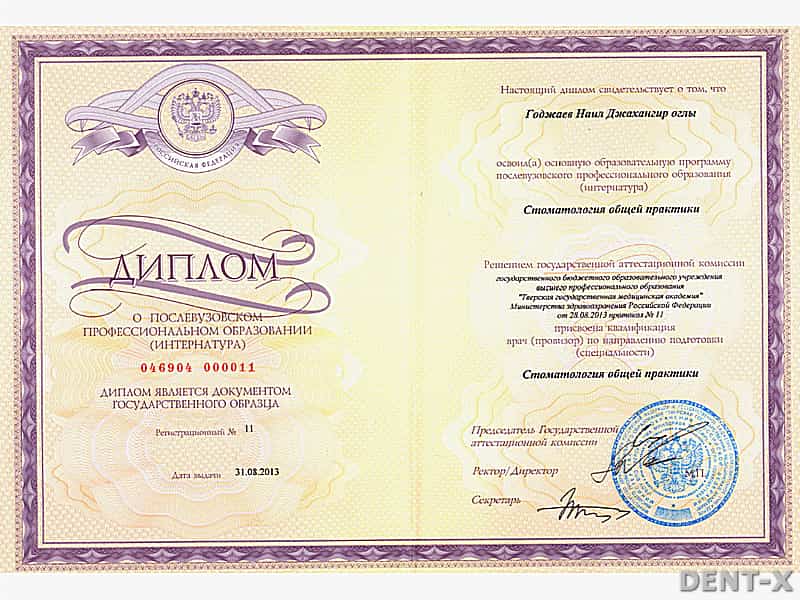 РОССИЙСКАЯ ФЕДЕРАЦИЯ
ДИПЛОМ
О ПОСЛЕВУЗОВСКОМ
ПРОФЕССИОНАЛЬНОМ ОБРАЗОВАНИИ
(ИНТЕРНАТУРА)
046904 000011
ДИПЛОМ ЯВЛЯЕТСЯ ДОКУМЕНТОМ
ГОСУДАРСТВЕННОГО ОБРАЗЦА
Регистрационный № 11
Дата выдачи 31.08.2013
Настоящий диплом свидетельствует о том, что
Годжаев Наил Джахангир оглы
освоил(а) основную образовательную программу
послевузовского профессионального образования
(интернатура)
Стоматология общей практики
Решением государственной аттестационной комиссии
государственного бюджетного образовательного учреждения
высшего профессионального образования
"Тверская государственная медицинская академия"
Министерства здравоохранения Российской Федерации
от 28.08.2013 протокол № 11
присвоена квалификация
врач (провизор) по направлению подготовки
(специальности)
Стоматология общей практики
Председатель Государственной
аттестационной комиссии
Ректор/Директор
М.П.
Секретарь
DENT-X